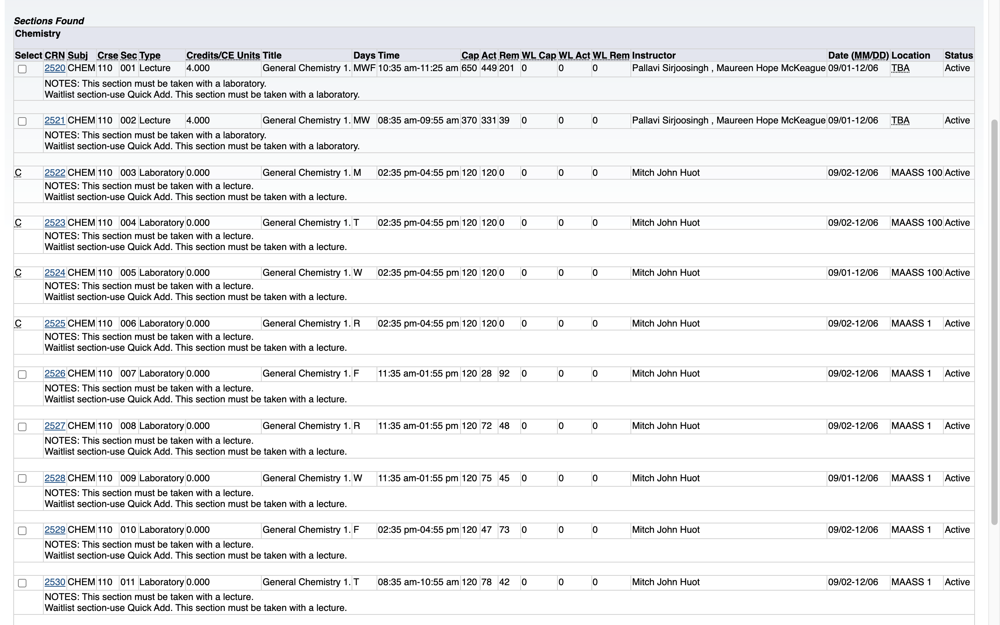 Sections Found
Chemistry
Select CRN Subj Crse Sec Type Credits/CE Units Title Days Time Cap Act Rem WL Cap WL Act WL Rem Instructor Date (MM/DD) Location Status
2520 CHEM 110 001 Lecture 4.000 General Chemistry 1. MWF 10:35 am-11:25 am 650 449 201 0 0 0 Pallavi Sirjoosingh , Maureen Hope McKeague 09/01-12/06 TBA Active
NOTES: This section must be taken with a laboratory.
Waitlist section-use Quick Add. This section must be taken with a laboratory.
2521 CHEM 110 002 Lecture 4.000 General Chemistry 1. MW 08:35 am-09:55 am 370 331 39 0 0 0 Pallavi Sirjoosingh , Maureen Hope McKeague 09/01-12/06 TBA Active
NOTES: This section must be taken with a laboratory.
Waitlist section-use Quick Add. This section must be taken with a laboratory.
C 2522 CHEM 110 003 Laboratory 0.000 General Chemistry 1. M 02:35 pm-04:55 pm 120 120 0 0 0 0 Mitch John Huot 09/02-12/06 MAASS 100 Active
NOTES: This section must be taken with a lecture.
Waitlist section-use Quick Add. This section must be taken with a lecture.
C 2523 CHEM 110 004 Laboratory 0.000 General Chemistry 1. T 02:35 pm-04:55 pm 120 120 0 0 0 0 Mitch John Huot 09/02-12/06 MAASS 100 Active
NOTES: This section must be taken with a lecture.
Waitlist section-use Quick Add. This section must be taken with a lecture.
C 2524 CHEM 110 005 Laboratory 0.000 General Chemistry 1. W 02:35 pm-04:55 pm 120 120 0 0 0 0 Mitch John Huot 09/01-12/06 MAASS 100 Active
NOTES: This section must be taken with a lecture.
Waitlist section-use Quick Add. This section must be taken with a lecture.
C 2525 CHEM 110 006 Laboratory 0.000 General Chemistry 1. R 02:35 pm-04:55 pm 120 120 0 0 0 0 Mitch John Huot 09/02-12/06 MAASS 1 Active
NOTES: This section must be taken with a lecture.
Waitlist section-use Quick Add. This section must be taken with a lecture.
2526 CHEM 110 007 Laboratory 0.000 General Chemistry 1. F 11:35 am-01:55 pm 120 28 92 0 0 0 Mitch John Huot 09/02-12/06 MAASS 1 Active
NOTES: This section must be taken with a lecture.
Waitlist section-use Quick Add. This section must be taken with a lecture.
2527 CHEM 110 008 Laboratory 0.000 General Chemistry 1. R 11:35 am-01:55 pm 120 72 48 0 0 0 Mitch John Huot 09/02-12/06 MAASS 1 Active
NOTES: This section must be taken with a lecture.
Waitlist section-use Quick Add. This section must be taken with a lecture.
2528 CHEM 110 009 Laboratory 0.000 General Chemistry 1. W 11:35 am-01:55 pm 120 75 45 0 0 0 Mitch John Huot 09/01-12/06 MAASS 1 Active
NOTES: This section must be taken with a lecture.
Waitlist section-use Quick Add. This section must be taken with a lecture.
2529 CHEM 110 010 Laboratory 0.000 General Chemistry 1. F 02:35 pm-04:55 pm 120 47 73 0 0 0 Mitch John Huot 09/02-12/06 MAASS 1 Active
NOTES: This section must be taken with a lecture.
Waitlist section-use Quick Add. This section must be taken with a lecture.
2530 CHEM 110 011 Laboratory 0.000 General Chemistry 1. T 08:35 am-10:55 am 120 78 42 0 0 0 Mitch John Huot 09/02-12/06 MAASS 1 Active
NOTES: This section must be taken with a lecture.
Waitlist section-use Quick Add. This section must be taken with a lecture.